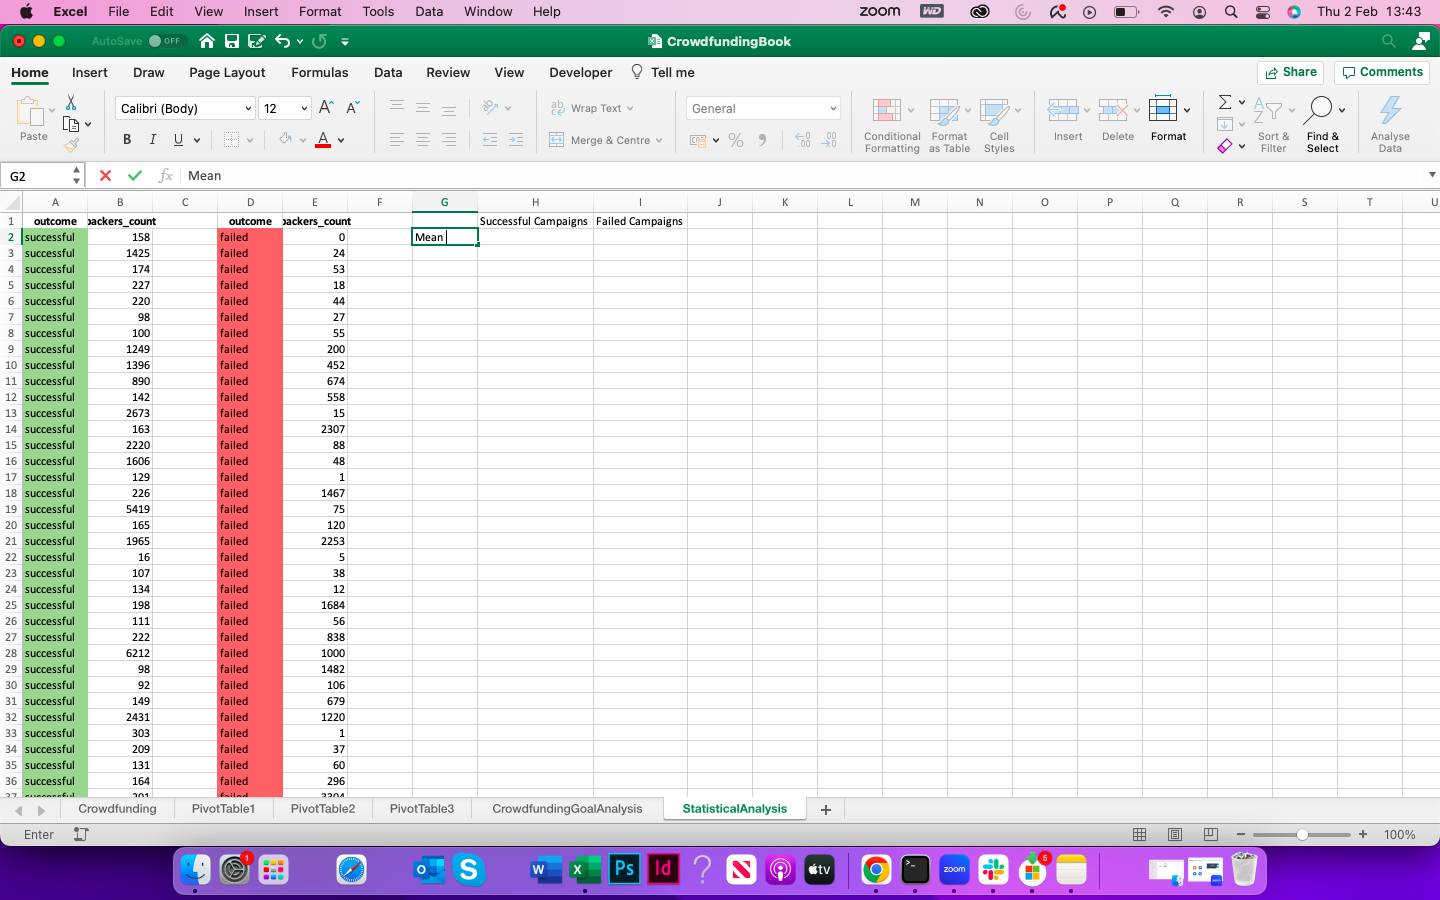 Excel File Edit View Insert Format Tools Data Window Help zoom WD Thu 2 Feb 13:43
AutoSave OFF CrowdfundingBook
Home Insert Draw Page Layout Formulas Data Review View Developer Tell me Share Comments
Paste Calibri (Body) 12 A A Wrap Text General Conditional Formatting Format as Table Cell Styles Insert Delete Format Sort & Filter Find & Select Analyse Data
B I U A Merge & Centre %
G2 fx Mean
A B C D E F G H I J K L M N O P Q R S T U
1 outcome backers_count outcome backers_count Successful Campaigns Failed Campaigns
2 successful 158 failed 0 Mean
3 successful 1425 failed 24
4 successful 174 failed 53
5 successful 227 failed 18
6 successful 220 failed 44
7 successful 98 failed 27
8 successful 100 failed 55
9 successful 1249 failed 200
10 successful 1396 failed 452
11 successful 890 failed 674
12 successful 142 failed 558
13 successful 2673 failed 15
14 successful 163 failed 2307
15 successful 2220 failed 88
16 successful 1606 failed 48
17 successful 129 failed 1
18 successful 226 failed 1467
19 successful 5419 failed 75
20 successful 165 failed 120
21 successful 1965 failed 2253
22 successful 16 failed 5
23 successful 107 failed 38
24 successful 134 failed 12
25 successful 198 failed 1684
26 successful 111 failed 56
27 successful 222 failed 838
28 successful 6212 failed 1000
29 successful 98 failed 1482
30 successful 92 failed 106
31 successful 149 failed 679
32 successful 2431 failed 1220
33 successful 303 failed 1
34 successful 209 failed 37
35 successful 131 failed 60
36 successful 164 failed 296
37 successful 201 failed 3304
Crowdfunding PivotTable1 PivotTable2 PivotTable3 CrowdfundingGoalAnalysis StatisticalAnalysis
Enter 100%
1 O S W X Ps Id tv zoom 5